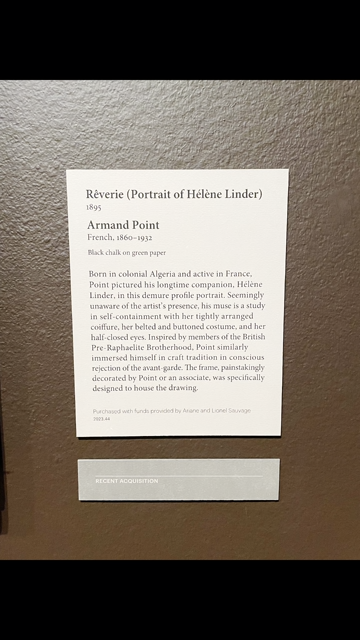 Rêverie (Portrait of Hélène Linder)
1895
Armand Point
French, 1860–1932
Black chalk on green paper
Born in colonial Algeria and active in France,
Point pictured his longtime companion, Hélène
Linder, in this demure profile portrait. Seemingly
unaware of the artist's presence, his muse is a study
in self-containment with her tightly arranged
coiffure, her belted and buttoned costume, and her
half-closed eyes. Inspired by members of the British
Pre-Raphaelite Brotherhood, Point similarly
immersed himself in craft tradition in conscious
rejection of the avant-garde. The frame, painstakingly
decorated by Point or an associate, was specifically
designed to house the drawing.
Purchased with funds provided by Ariane and Lionel Sauvage
RECENT ACQUISITION